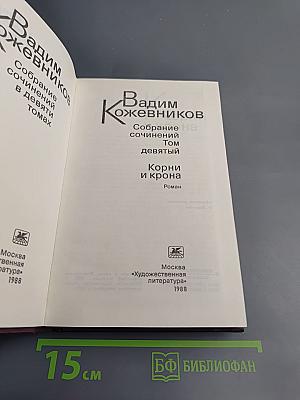 Вадим
Кожевников
Собрание
сочинений
в девяти
томах
Москва
литература»
1988
Вадим
Кожевников
Собрание
сочинений
Том
девятый
Корни
и крона
Роман
Москва
«Художественная
литература»
1988
15 см
БФ БИБЛИОФАН